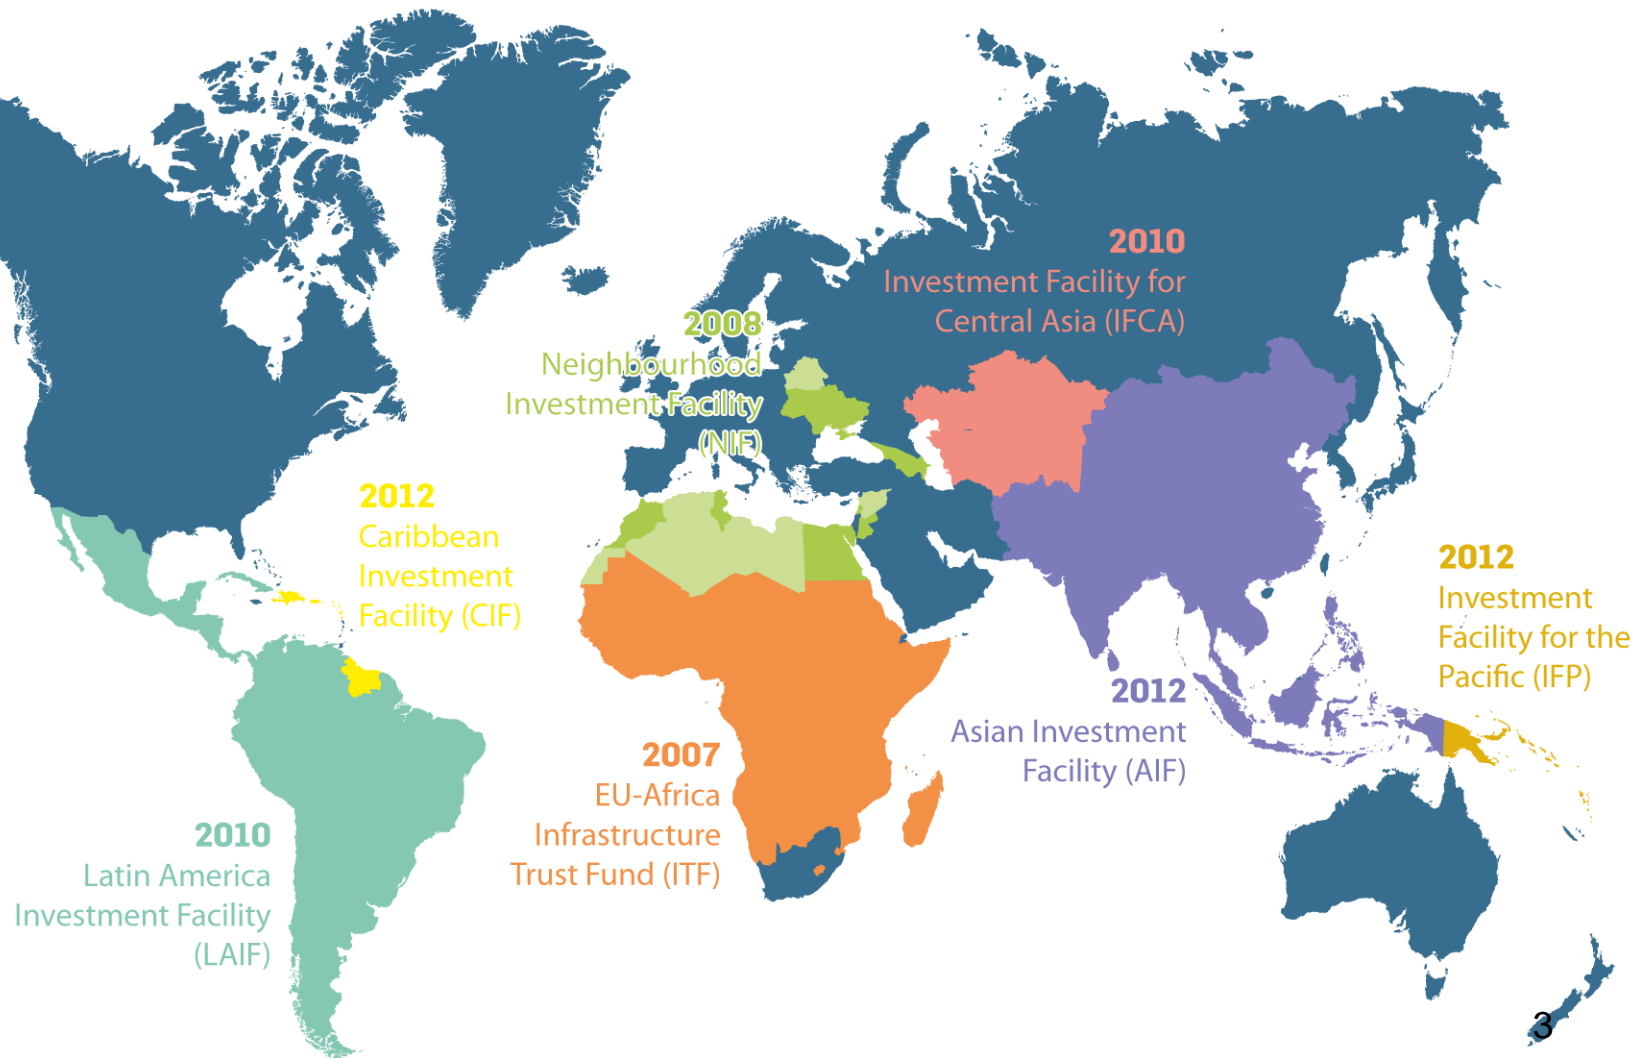 2010
Investment Facility for
Central Asia (IFCA)
2008
Neighbourhood
Investment Facility
(NIF)
2012
Caribbean
Investment
Facility (CIF)
2012
Investment
Facility for the
Pacific (IFP)
2012
Asian Investment
Facility (AIF)
2007
EU-Africa
Infrastructure
Trust Fund (ITF)
2010
Latin America
Investment Facility
(LAIF)
3